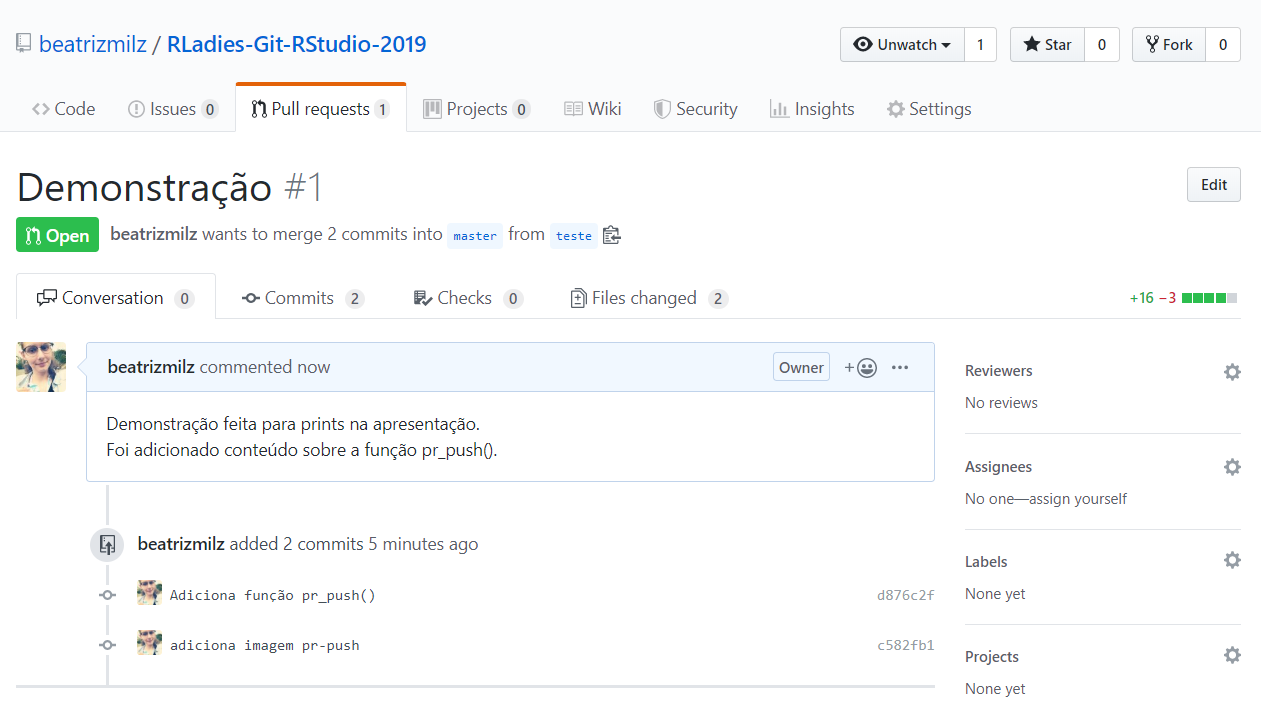 beatrizmilz / RLadies-Git-RStudio-2019
Unwatch 1 Star 0 Fork 0
Code Issues 0 Pull requests 1 Projects 0 Wiki Security Insights Settings
Demonstração #1
Edit
Open beatrizmilz wants to merge 2 commits into master from teste
Conversation 0 Commits 2 Checks 0 Files changed 2 +16 −3
beatrizmilz commented now Owner
Demonstração feita para prints na apresentação.
Foi adicionado conteúdo sobre a função pr_push().
beatrizmilz added 2 commits 5 minutes ago
Adiciona função pr_push() d876c2f
adiciona imagem pr-push c582fb1
Reviewers
No reviews
Assignees
No one—assign yourself
Labels
None yet
Projects
None yet